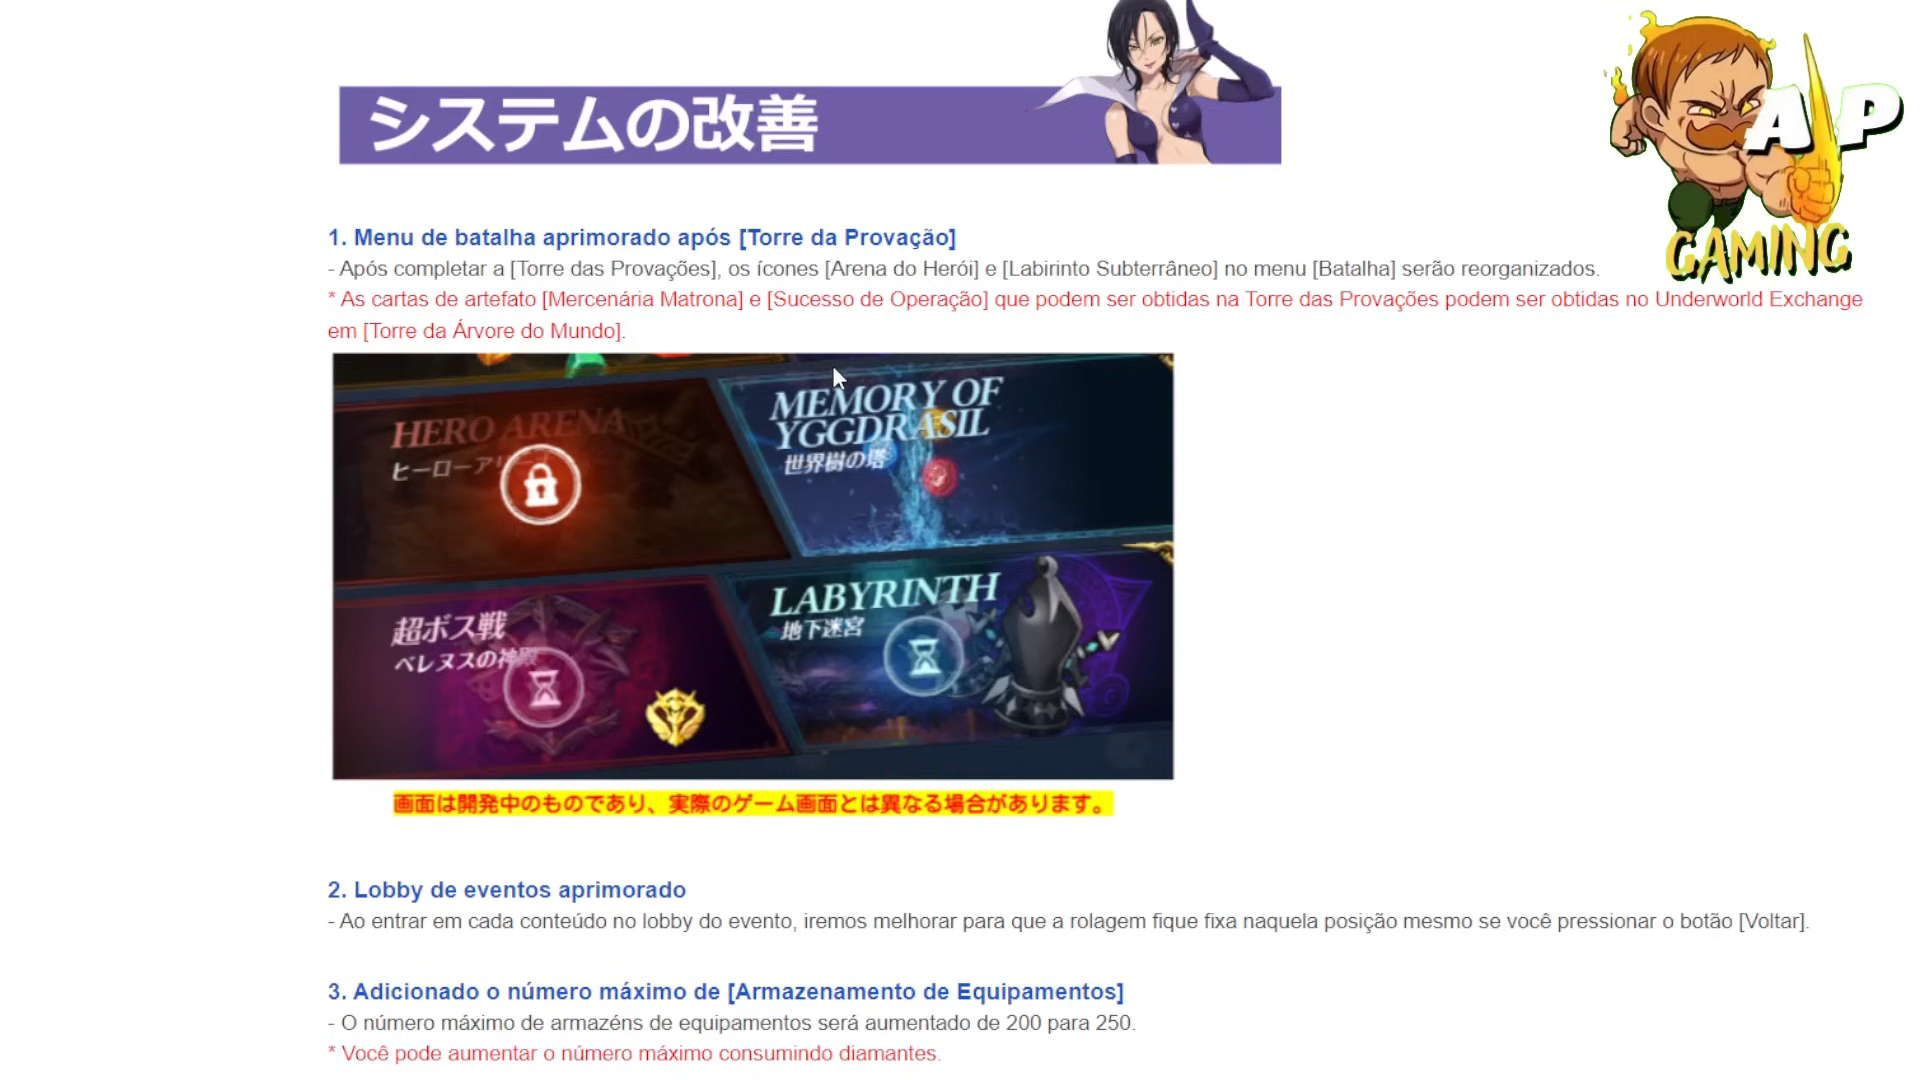 システムの改善
AP
GAMING
1. Menu de batalha aprimorado após [Torre da Provação]
- Após completar a [Torre das Provações], os ícones [Arena do Herói] e [Labirinto Subterrâneo] no menu [Batalha] serão reorganizados.
* As cartas de artefato [Mercenária Matrona] e [Sucesso de Operação] que podem ser obtidas na Torre das Provações podem ser obtidas no Underworld Exchange
em [Torre da Árvore do Mundo].
HERO ARENA
ヒーローアリーナ
MEMORY OF
YGGDRASIL
世界樹の塔
超ボス戦
ベレヌスの神殿
LABYRINTH
地下迷宮
画面は開発中のものであり、実際のゲーム画面とは異なる場合があります。
2. Lobby de eventos aprimorado
- Ao entrar em cada conteúdo no lobby do evento, iremos melhorar para que a rolagem fique fixa naquela posição mesmo se você pressionar o botão [Voltar].
3. Adicionado o número máximo de [Armazenamento de Equipamentos]
- O número máximo de armazéns de equipamentos será aumentado de 200 para 250.
* Você pode aumentar o número máximo consumindo diamantes.